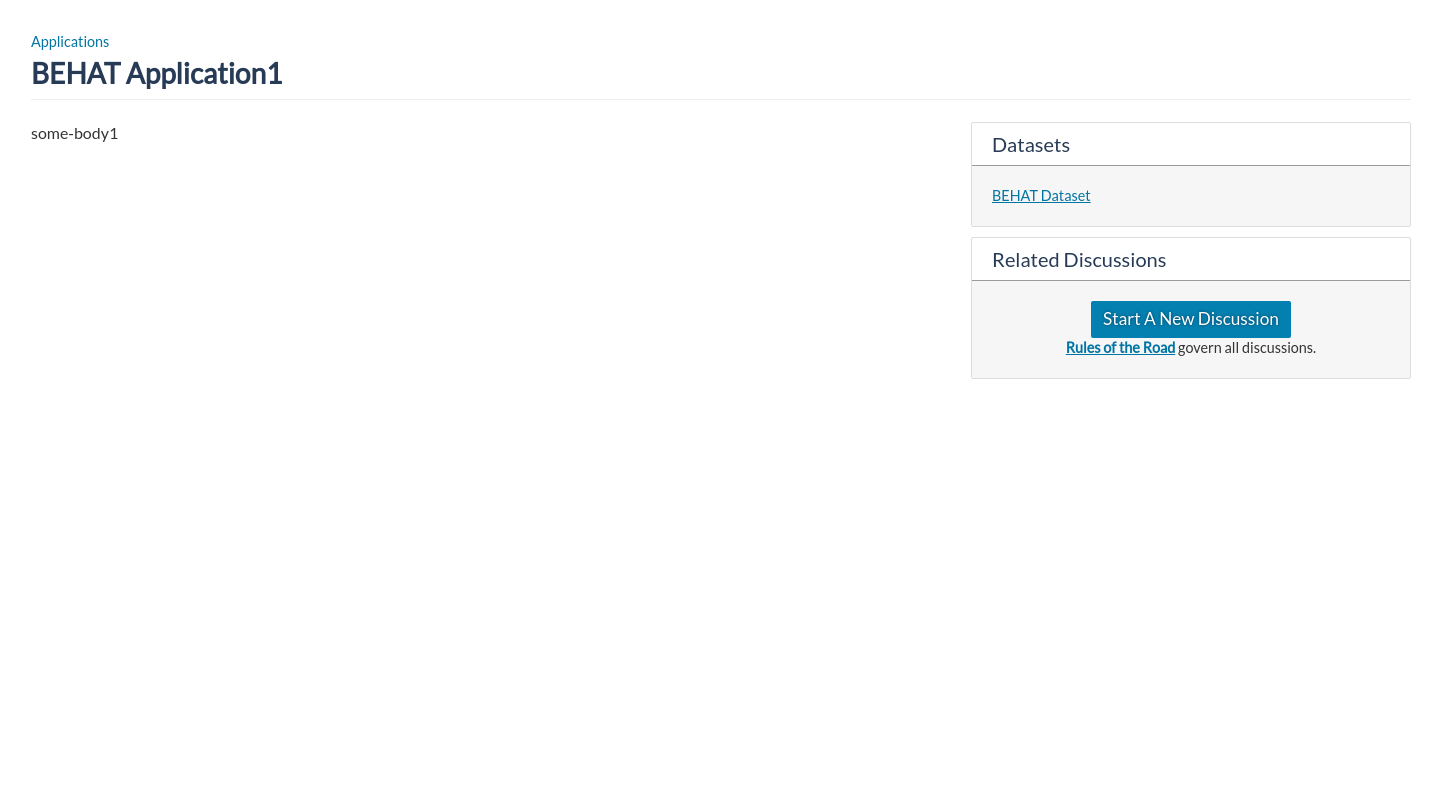 Applications
BEHAT Application1
some-body1
Datasets
BEHAT Dataset
Related Discussions
Start A New Discussion
Rules of the Road govern all discussions.